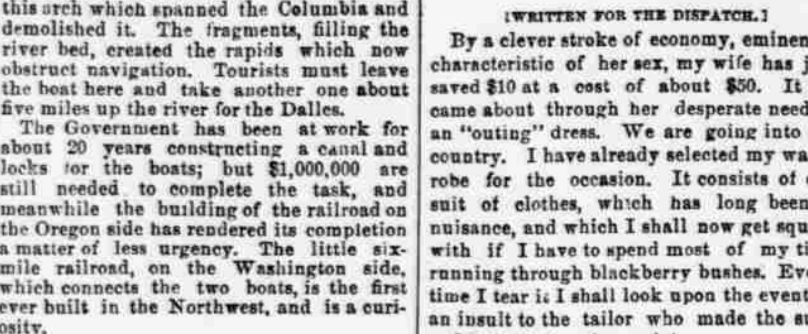 this arch which spanned the Columbia and
demolished it. The fragments, filling the
river bed, created the rapids which now
obstruct navigation. Tourists must leave
the boat here and take another one about
five miles up the river for the Dalles.
The Government has been at work for
about 20 years constructing a canal and
locks for the boats; but $1,000,000 are
still needed to complete the task, and
meanwhile the building of the railroad on
the Oregon side has rendered its completion
a matter of less urgency. The little six-
mile railroad, on the Washington side,
which connects the two boats, is the first
ever built in the Northwest, and is a curi-
osity.
[WRITTEN FOR THE DISPATCH.]
By a clever stroke of economy, eminen
characteristic of her sex, my wife has j
saved $10 at a cost of about $50. It
came about through her desperate need
an "outing" dress. We are going into
country. I have already selected my wa
robe for the occasion. It consists of
suit of clothes, which has long been
nuisance, and which I shall now get squ
with if I have to spend most of my ti
running through blackberry bushes. Eve
time I tear it I shall look upon the event
an insult to the tailor who made the su